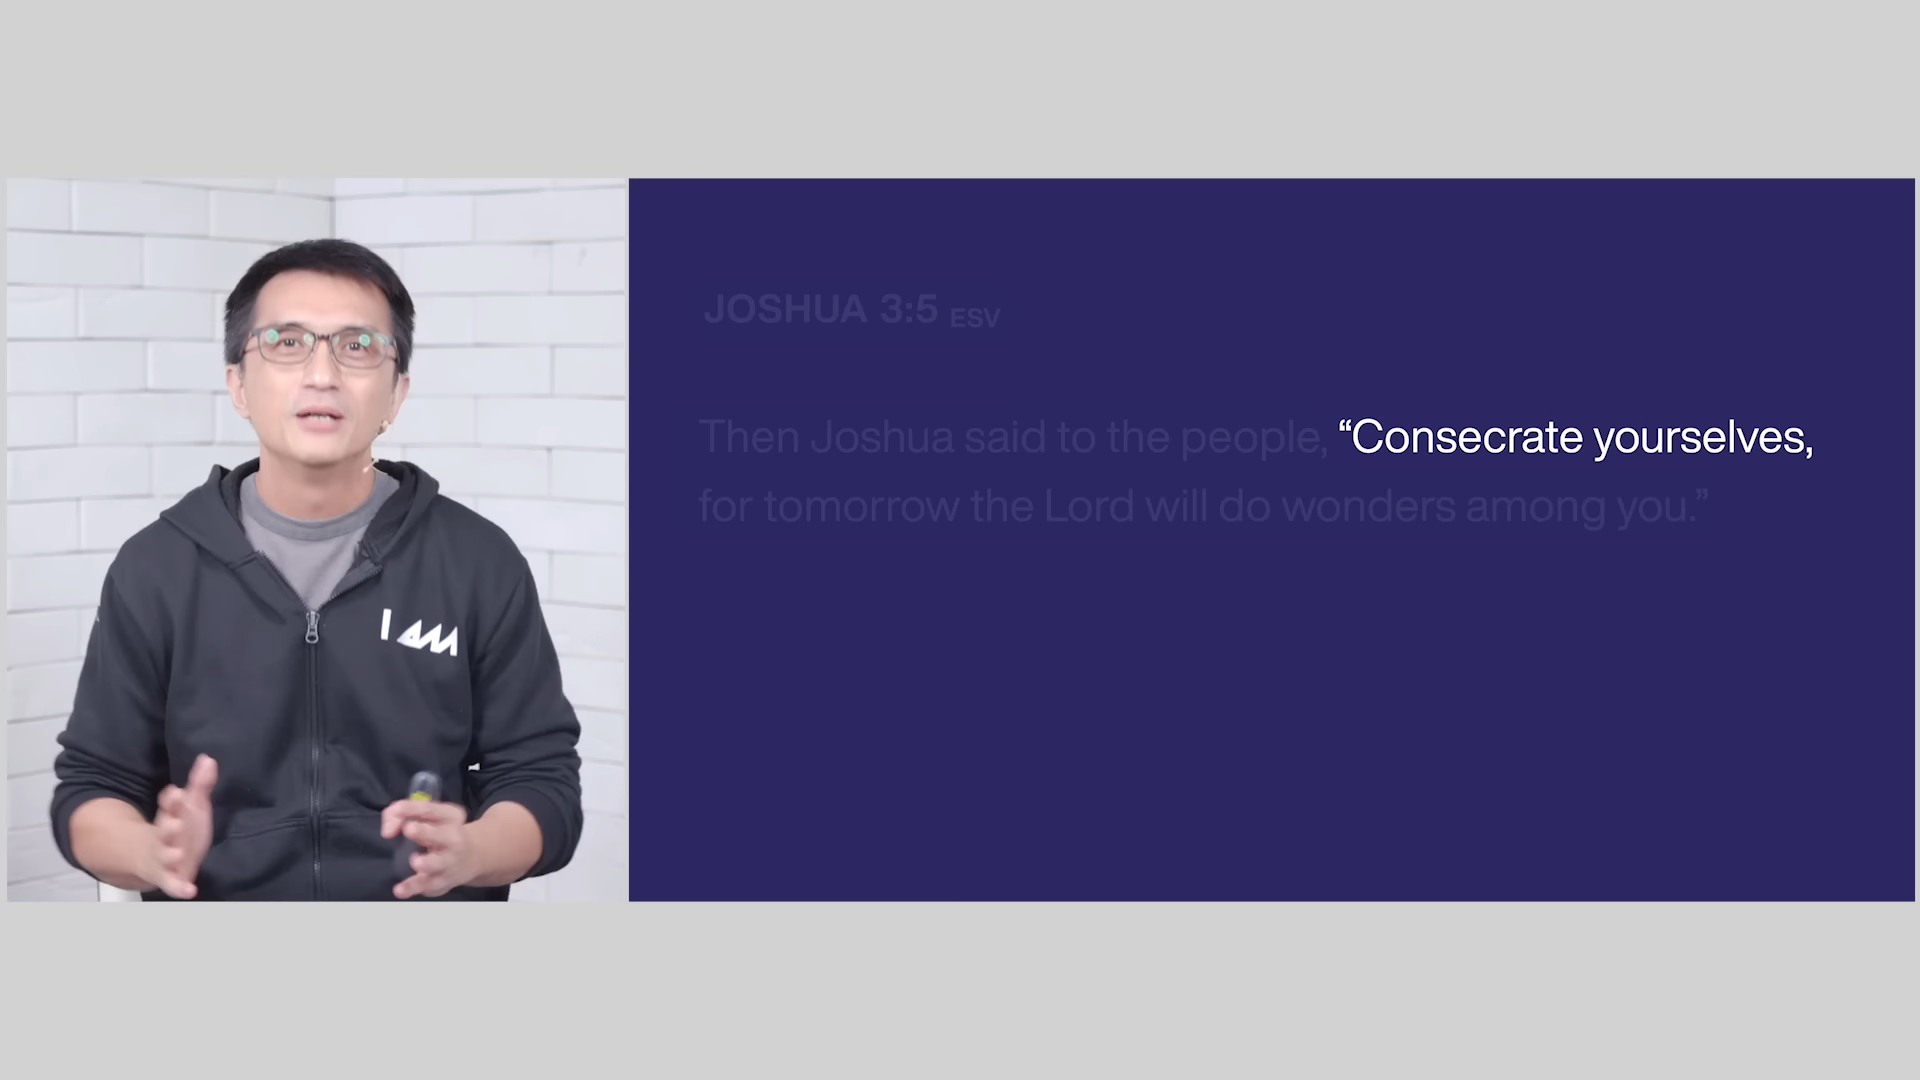 JOSHUA 3:5 ESV
Then Joshua said to the people, “Consecrate yourselves,
for tomorrow the Lord will do wonders among you.”
I AM